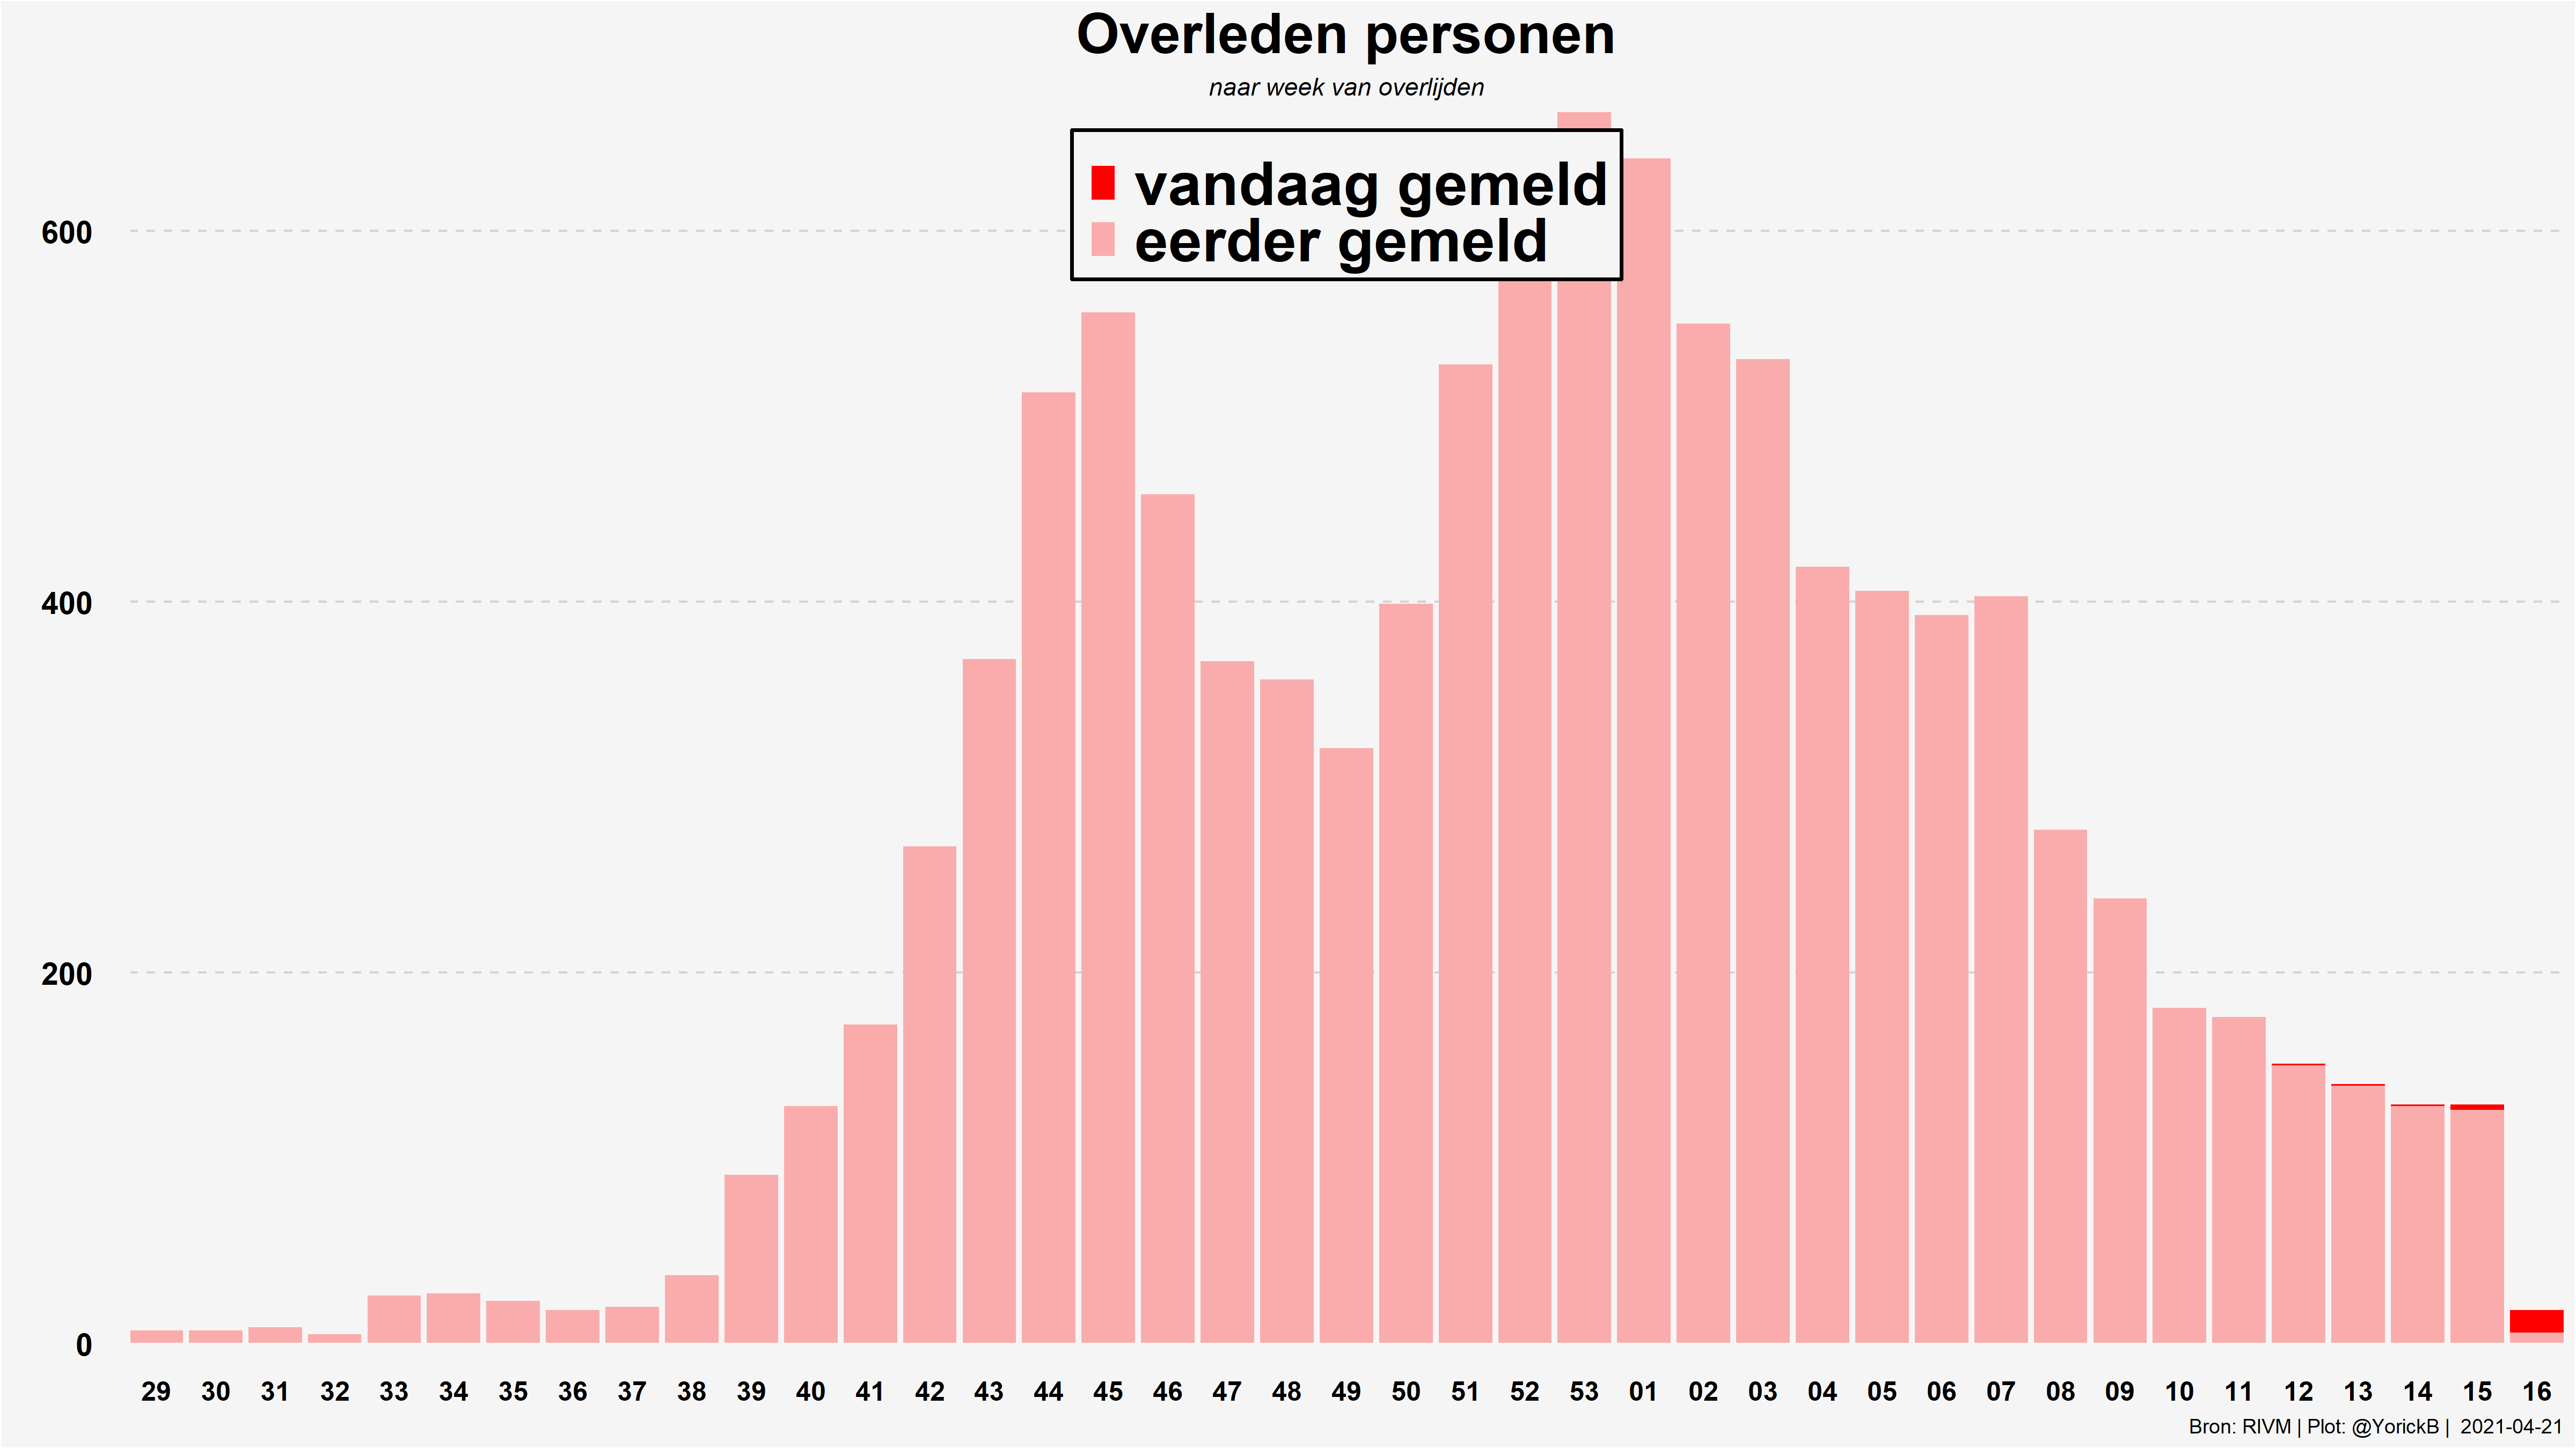 Overleden personen
naar week van overlijden
vandaag gemeld
eerder gemeld
600
400
200
0
29 30 31 32 33 34 35 36 37 38 39 40 41 42 43 44 45 46 47 48 49 50 51 52 53 01 02 03 04 05 06 07 08 09 10 11 12 13 14 15 16
Bron: RIVM | Plot: @YorickB | 2021-04-21